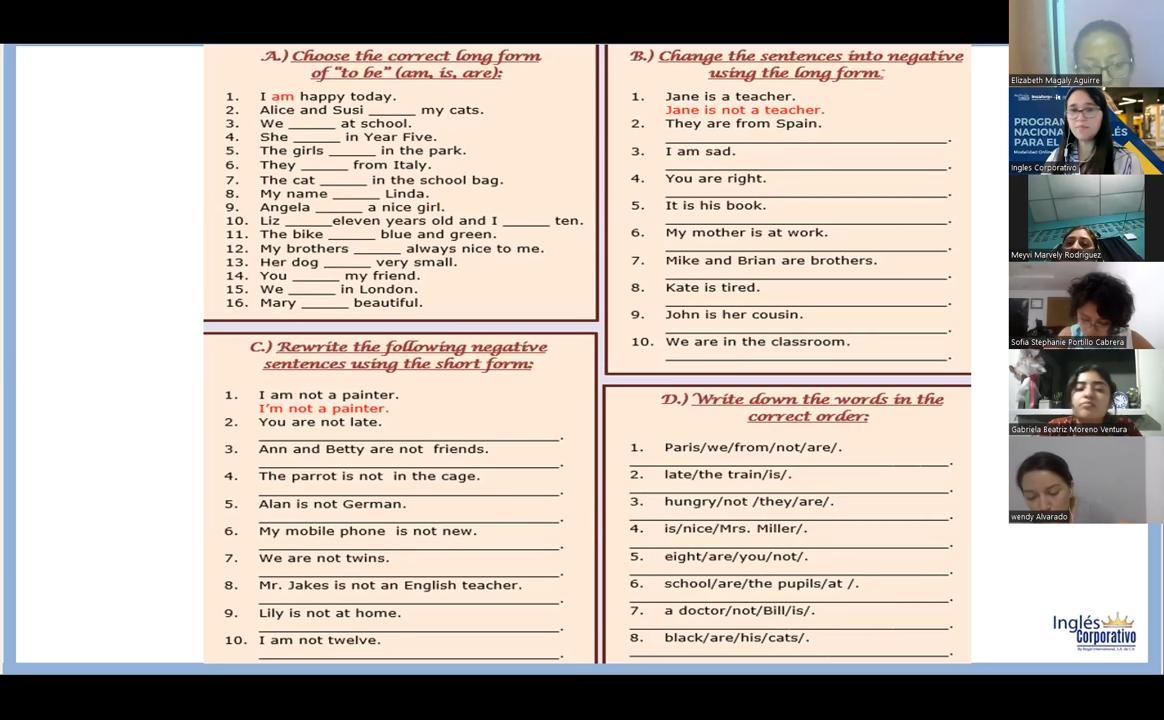 A.) Choose the correct long form
of "to be" (am, is, are):
1. I am happy today.
2. Alice and Susi ______ my cats.
3. We ______ at school.
4. She ______ in Year Five.
5. The girls ______ in the park.
6. They ______ from Italy.
7. The cat ______ in the school bag.
8. My name ______ Linda.
9. Angela ______ a nice girl.
10. Liz ______eleven years old and I ______ ten.
11. The bike ______ blue and green.
12. My brothers ______ always nice to me.
13. Her dog ______ very small.
14. You ______ my friend.
15. We ______ in London.
16. Mary ______ beautiful.
B.) Change the sentences into negative
using the long form:
1. Jane is a teacher.
Jane is not a teacher.
2. They are from Spain.
3. I am sad.
4. You are right.
5. It is his book.
6. My mother is at work.
7. Mike and Brian are brothers.
8. Kate is tired.
9. John is her cousin.
10. We are in the classroom.
C.) Rewrite the following negative
sentences using the short form:
1. I am not a painter.
I'm not a painter.
2. You are not late.
3. Ann and Betty are not friends.
4. The parrot is not in the cage.
5. Alan is not German.
6. My mobile phone is not new.
7. We are not twins.
8. Mr. Jakes is not an English teacher.
9. Lily is not at home.
10. I am not twelve.
D.) Write down the words in the
correct order:
1. Paris/we/from/not/are/.
2. late/the train/is/.
3. hungry/not /they/are/.
4. is/nice/Mrs. Miller/.
5. eight/are/you/not/.
6. school/are/the pupils/at /.
7. a doctor/not/Bill/is/.
8. black/are/his/cats/.
Inglés
Corporativo
By Royal International, S.A. de C.V.
Elizabeth Magaly Aguirre
PROGRAM
NACIONA
PARA EL
Modalidad Online
Ingles Corporativo
Meyvi Marvely Rodriguez
Sofia Stephanie Portillo Cabrera
Gabriela Beatriz Moreno Ventura
wendy Alvarado